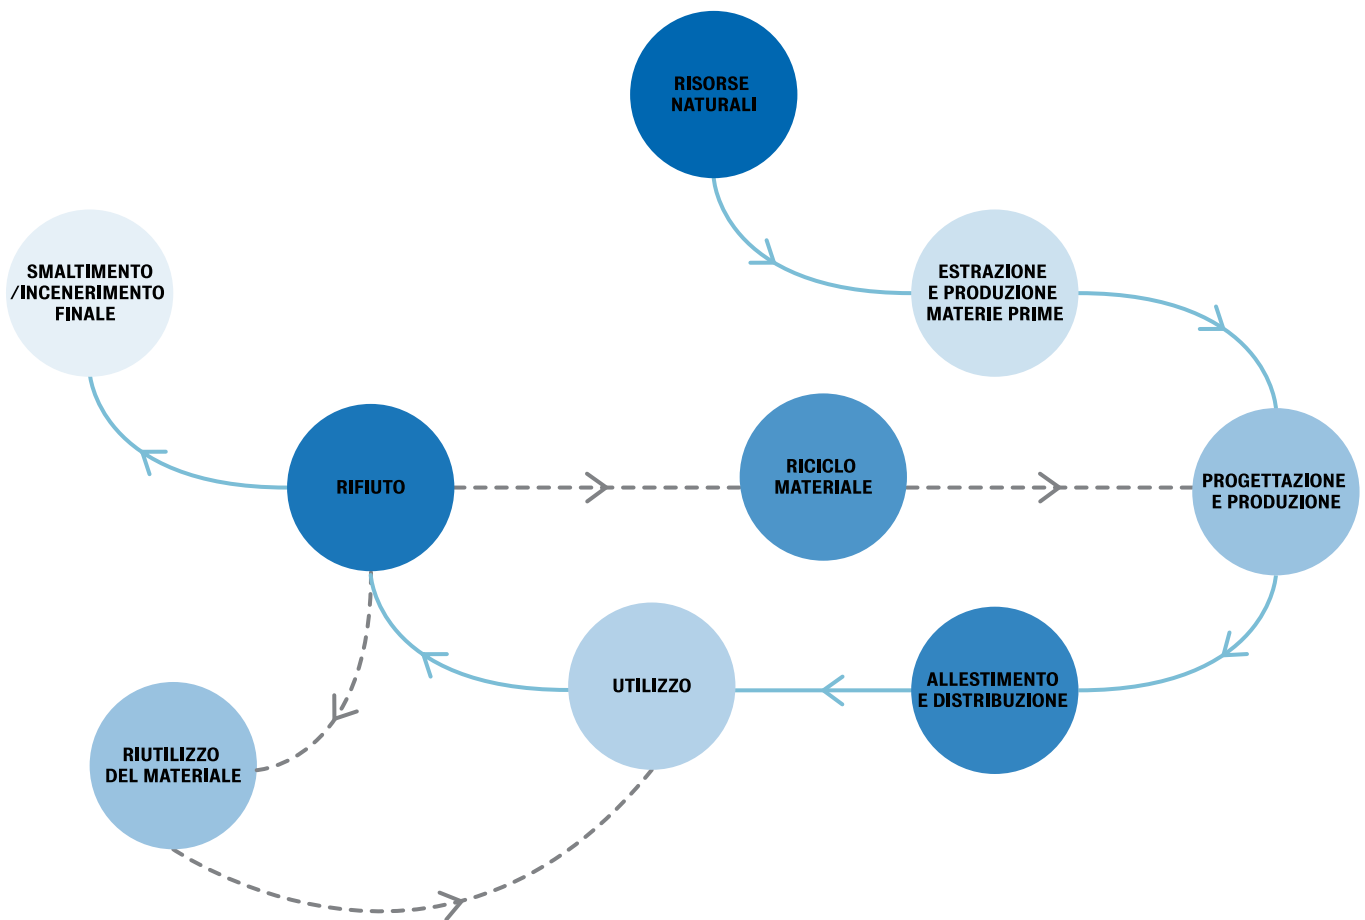 RISORSE
NATURALI
ESTRAZIONE
E PRODUZIONE
MATERIE PRIME
SMALTIMENTO
/INCENERIMENTO
FINALE
RIFIUTO
RICICLO
MATERIALE
PROGETTAZIONE
E PRODUZIONE
UTILIZZO
ALLESTIMENTO
E DISTRIBUZIONE
RIUTILIZZO
DEL MATERIALE